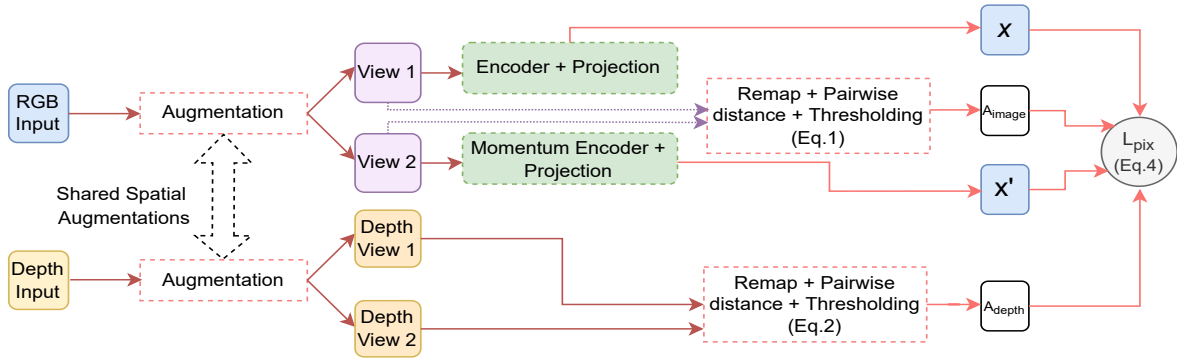 RGB
Input
Augmentation
View 1
View 2
Encoder + Projection
Momentum Encoder +
Projection
Remap + Pairwise
distance + Thresholding
(Eq.1)
x
A_image
x'
L_pix
(Eq.4)
Shared Spatial
Augmentations
Depth
Input
Augmentation
Depth
View 1
Depth
View 2
Remap + Pairwise
distance + Thresholding
(Eq.2)
A_depth